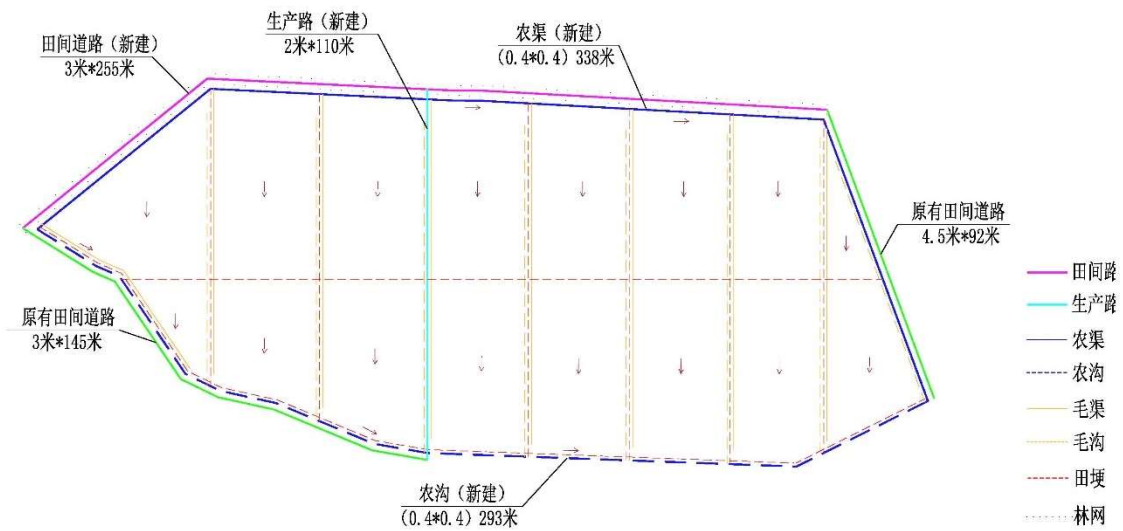 生产路（新建）
2米*110米
田间道路（新建）
3米*255米
农渠（新建）
(0.4*0.4) 338米
原有田间道路
4.5*92米
原有田间道路
3米*145米
农沟（新建）
(0.4*0.4) 293米
田间路
生产路
农渠
农沟
毛渠
毛沟
田埂
林网